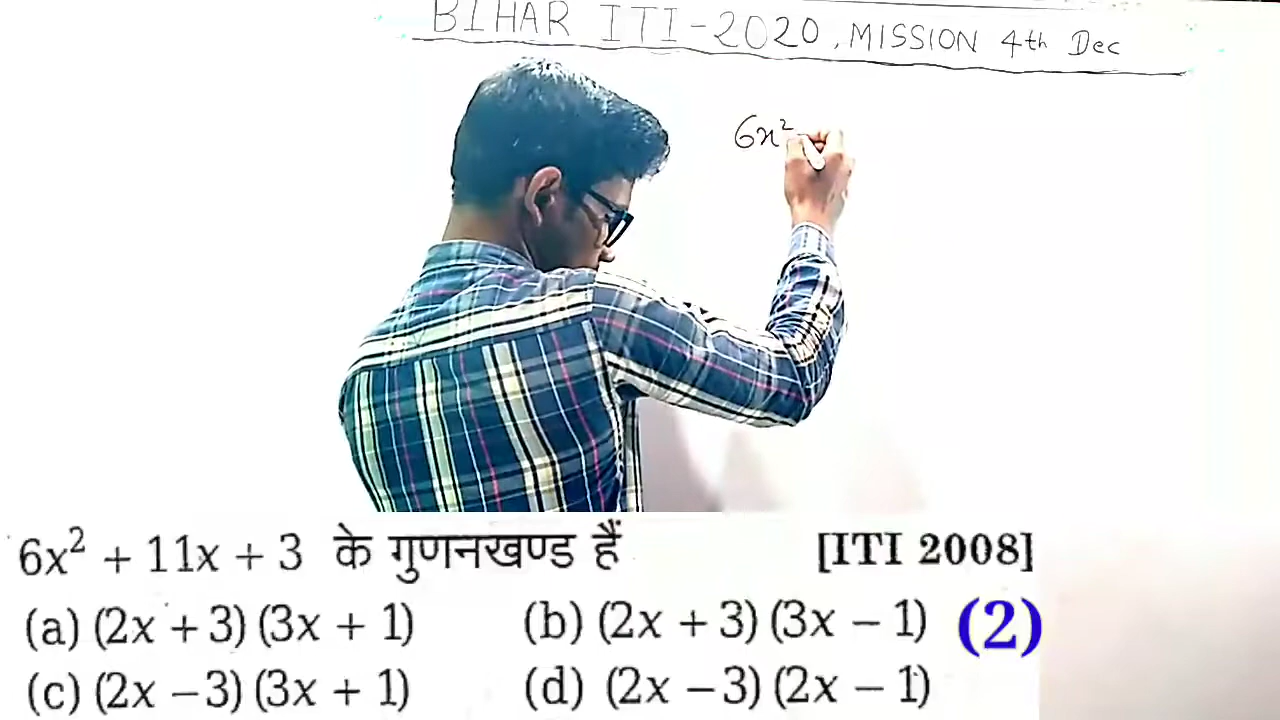 BIHAR ITI-2020, MISSION 4th Dec
6x²
6x² + 11x + 3 के गुणनखण्ड हैं [ITI 2008]
(a) (2x + 3) (3x + 1) (b) (2x + 3) (3x − 1) (2)
(c) (2x − 3) (3x + 1) (d) (2x − 3) (2x − 1)